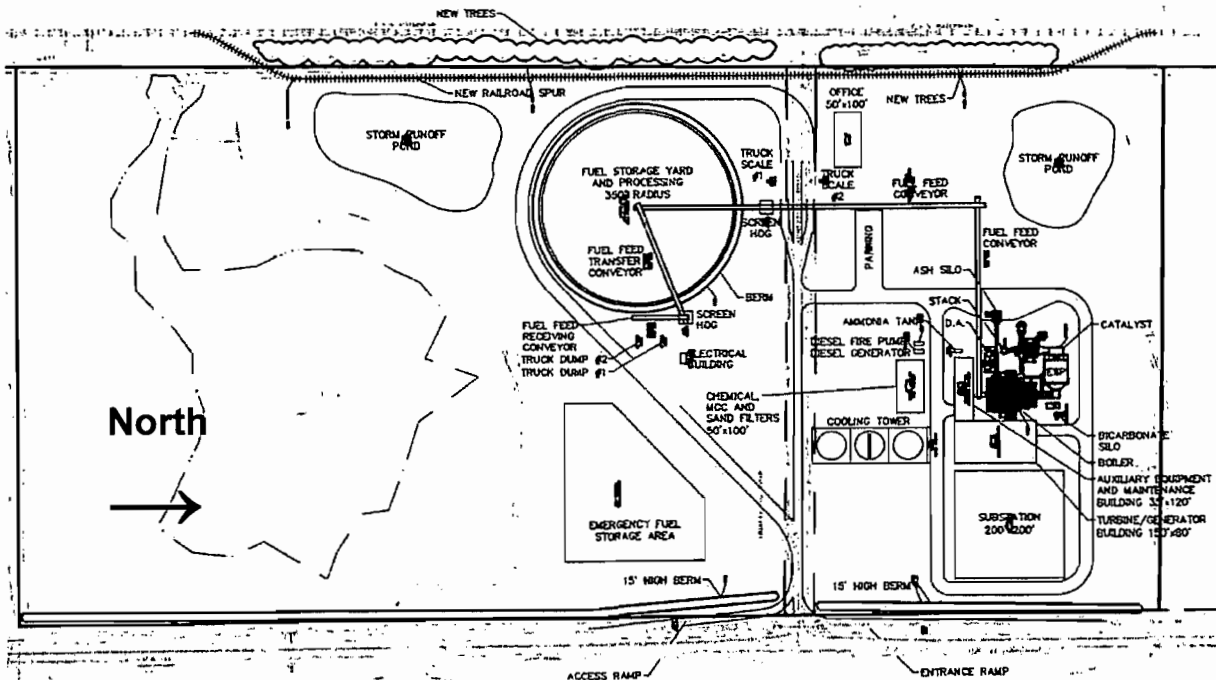 NEW TREES
NEW RAILROAD SPUR
STORM RUNOFF
POND
OFFICE
50'x100'
NEW TREES
TRUCK
SCALE
#1
TRUCK
SCALE
#2
FUEL FEED
CONVEYOR
STORM RUNOFF
POND
FUEL STORAGE YARD
AND PROCESSING
RADIUS
SCREEN
HOG
FUEL FEED
TRANSFER
CONVEYOR
PARKING
FUEL FEED
CONVEYOR
ASH SILO
BERM
STACK
SCREEN
HOG
AMMONIA TANK
D.A.
CATALYST
FUEL FEED
RECEIVING
CONVEYOR
TRUCK DUMP #2
TRUCK DUMP #1
ELECTRICAL
BUILDING
DIESEL FIRE PUMP
DIESEL GENERATOR
ESP
North
CHEMICAL,
MCC AND
SAND FILTERS
50'x100'
COOLING TOWER
BICARBONATE
SILO
BOILER
AUXILIARY EQUIPMENT
AND MAINTENANCE
BUILDING 35'x120'
TURBINE/GENERATOR
BUILDING 150'x80'
EMERGENCY FUEL
STORAGE AREA
SUBSTATION
200'x200'
15' HIGH BERM
15' HIGH BERM
ACCESS RAMP
ENTRANCE RAMP